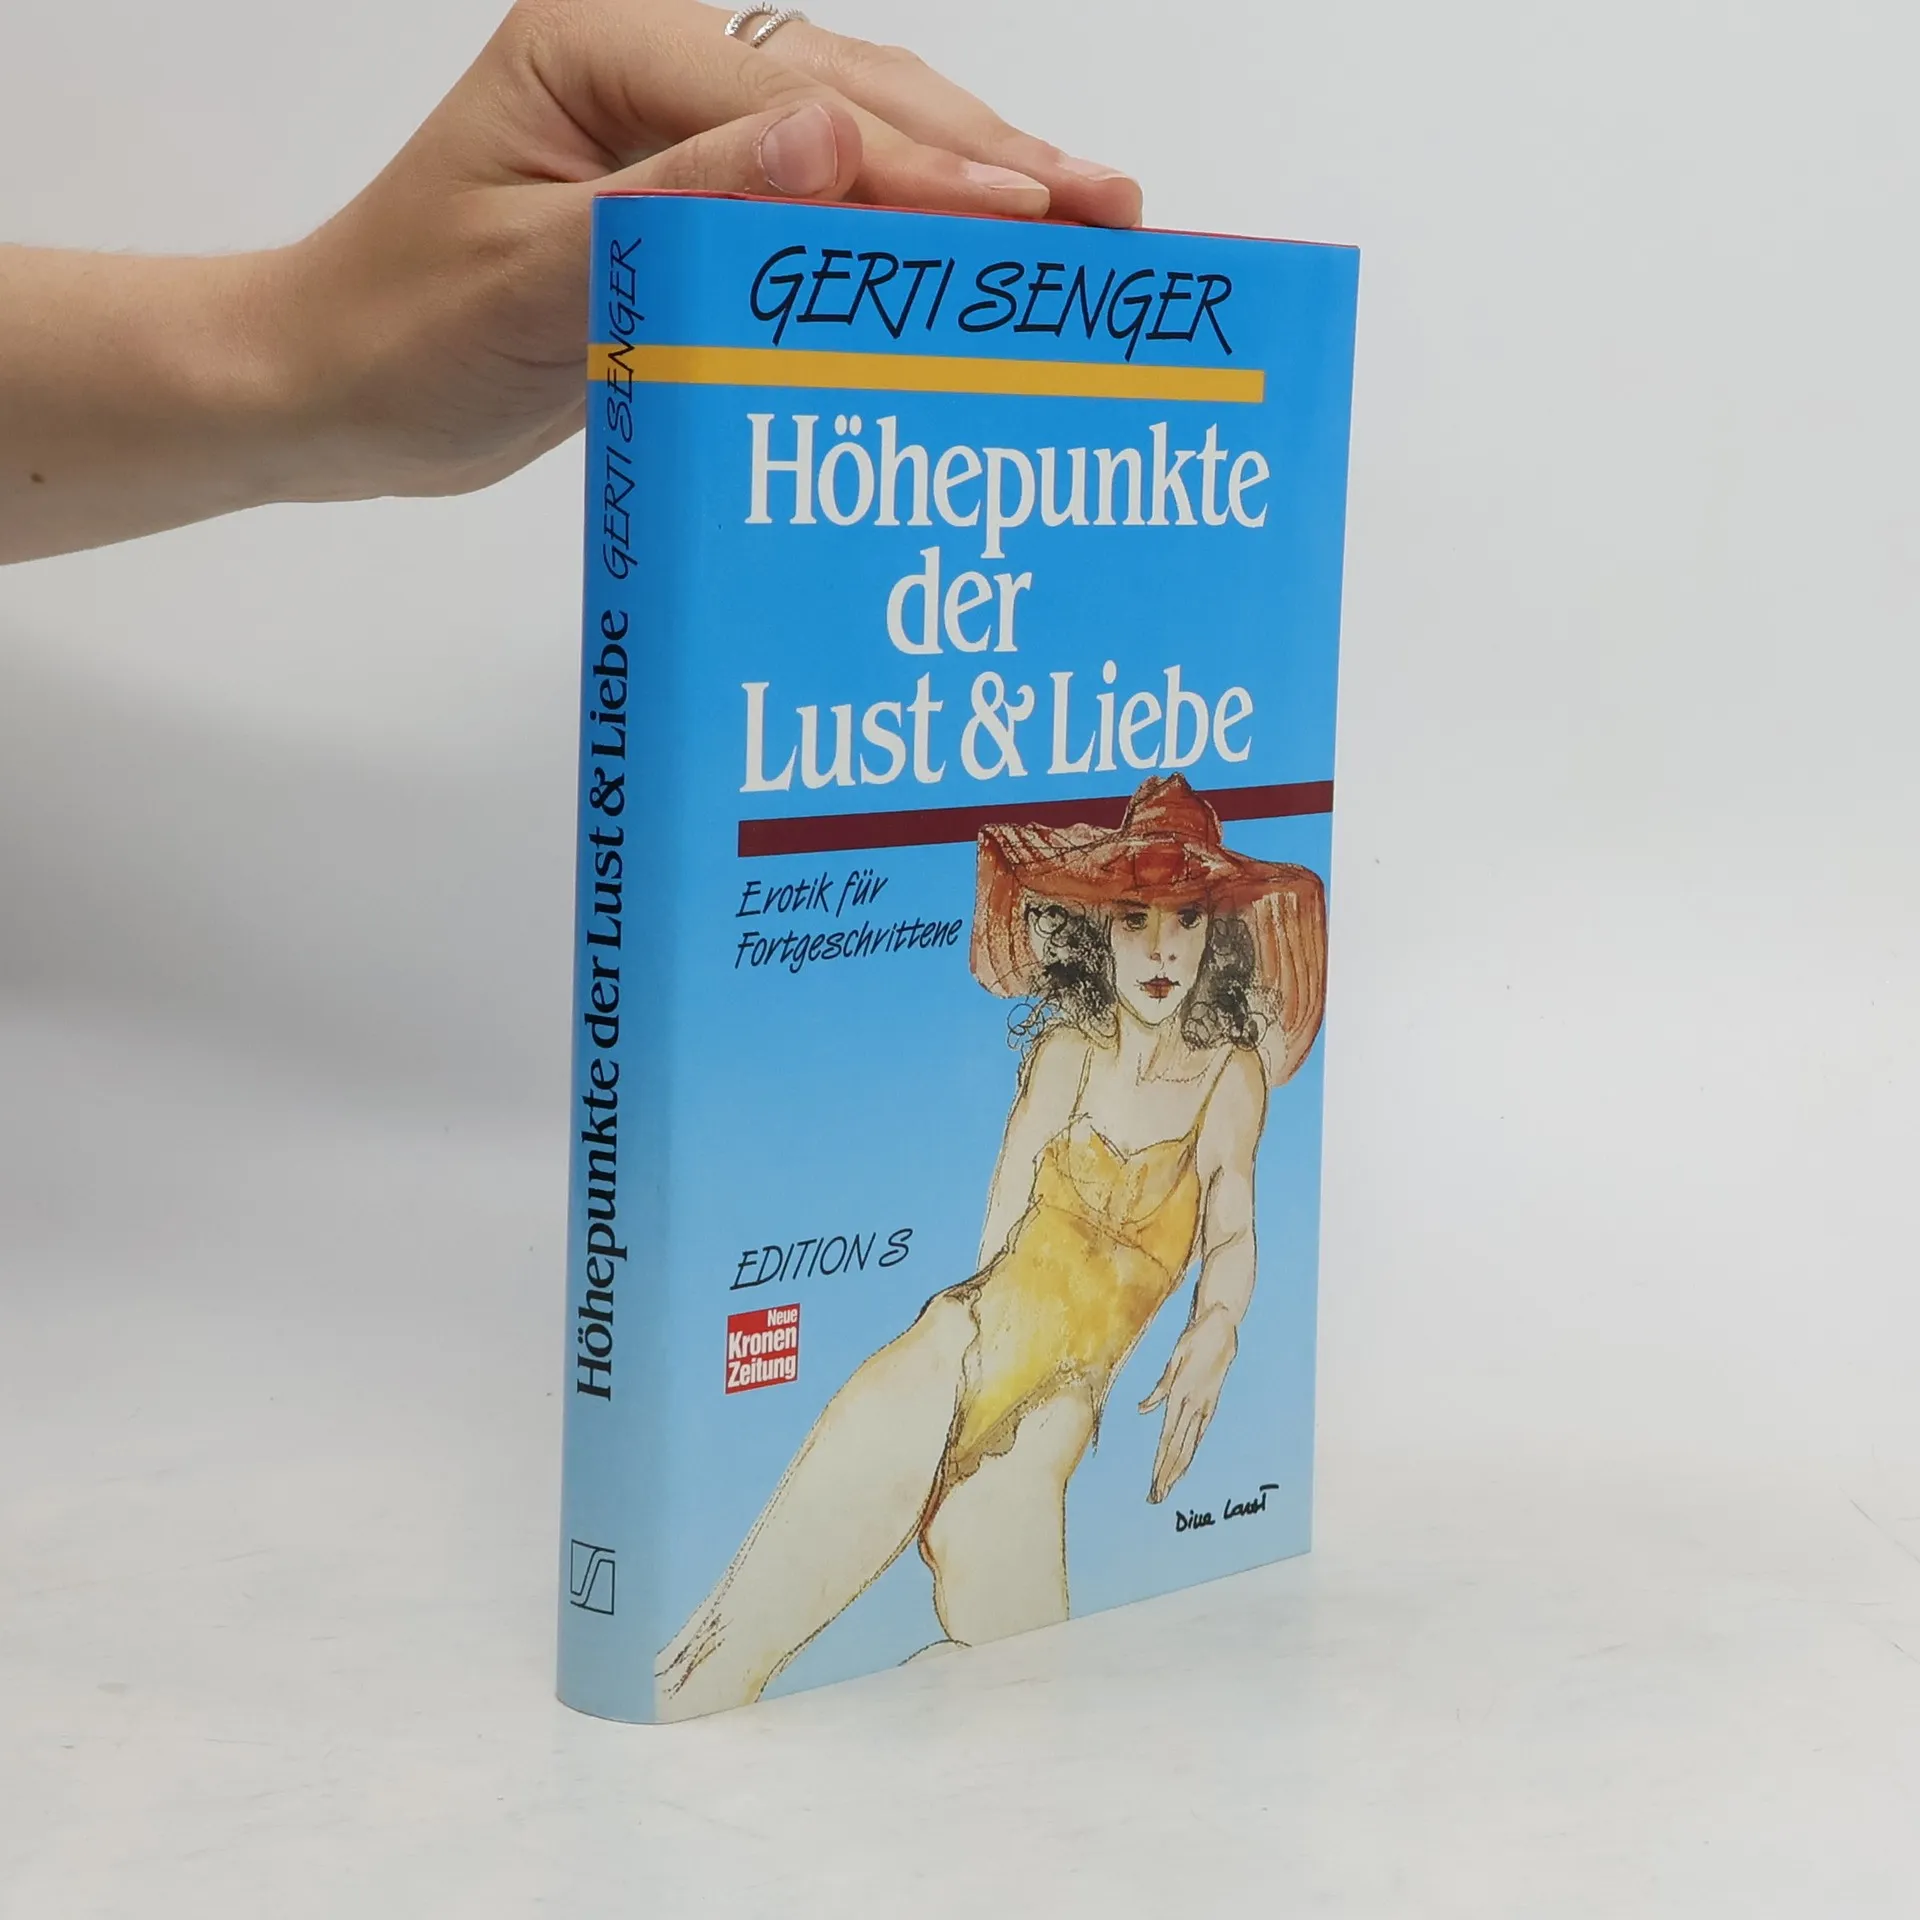 GERTI SENGER
Höhepunkte
der
Lust & Liebe
Erotik für
Fortgeschrittene
EDITION S
Neue
Kronen
Zeitung
Höhepunkte der Lust & Liebe GERTI SENGER